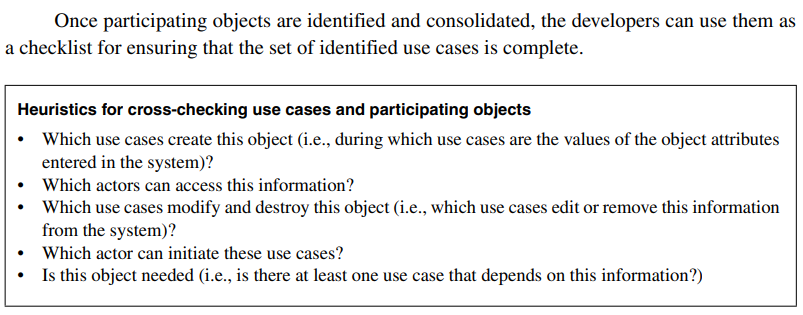 Once participating objects are identified and consolidated, the developers can use them as
a checklist for ensuring that the set of identified use cases is complete.
Heuristics for cross-checking use cases and participating objects
• Which use cases create this object (i.e., during which use cases are the values of the object attributes
entered in the system)?
• Which actors can access this information?
• Which use cases modify and destroy this object (i.e., which use cases edit or remove this information
from the system)?
• Which actor can initiate these use cases?
• Is this object needed (i.e., is there at least one use case that depends on this information?)